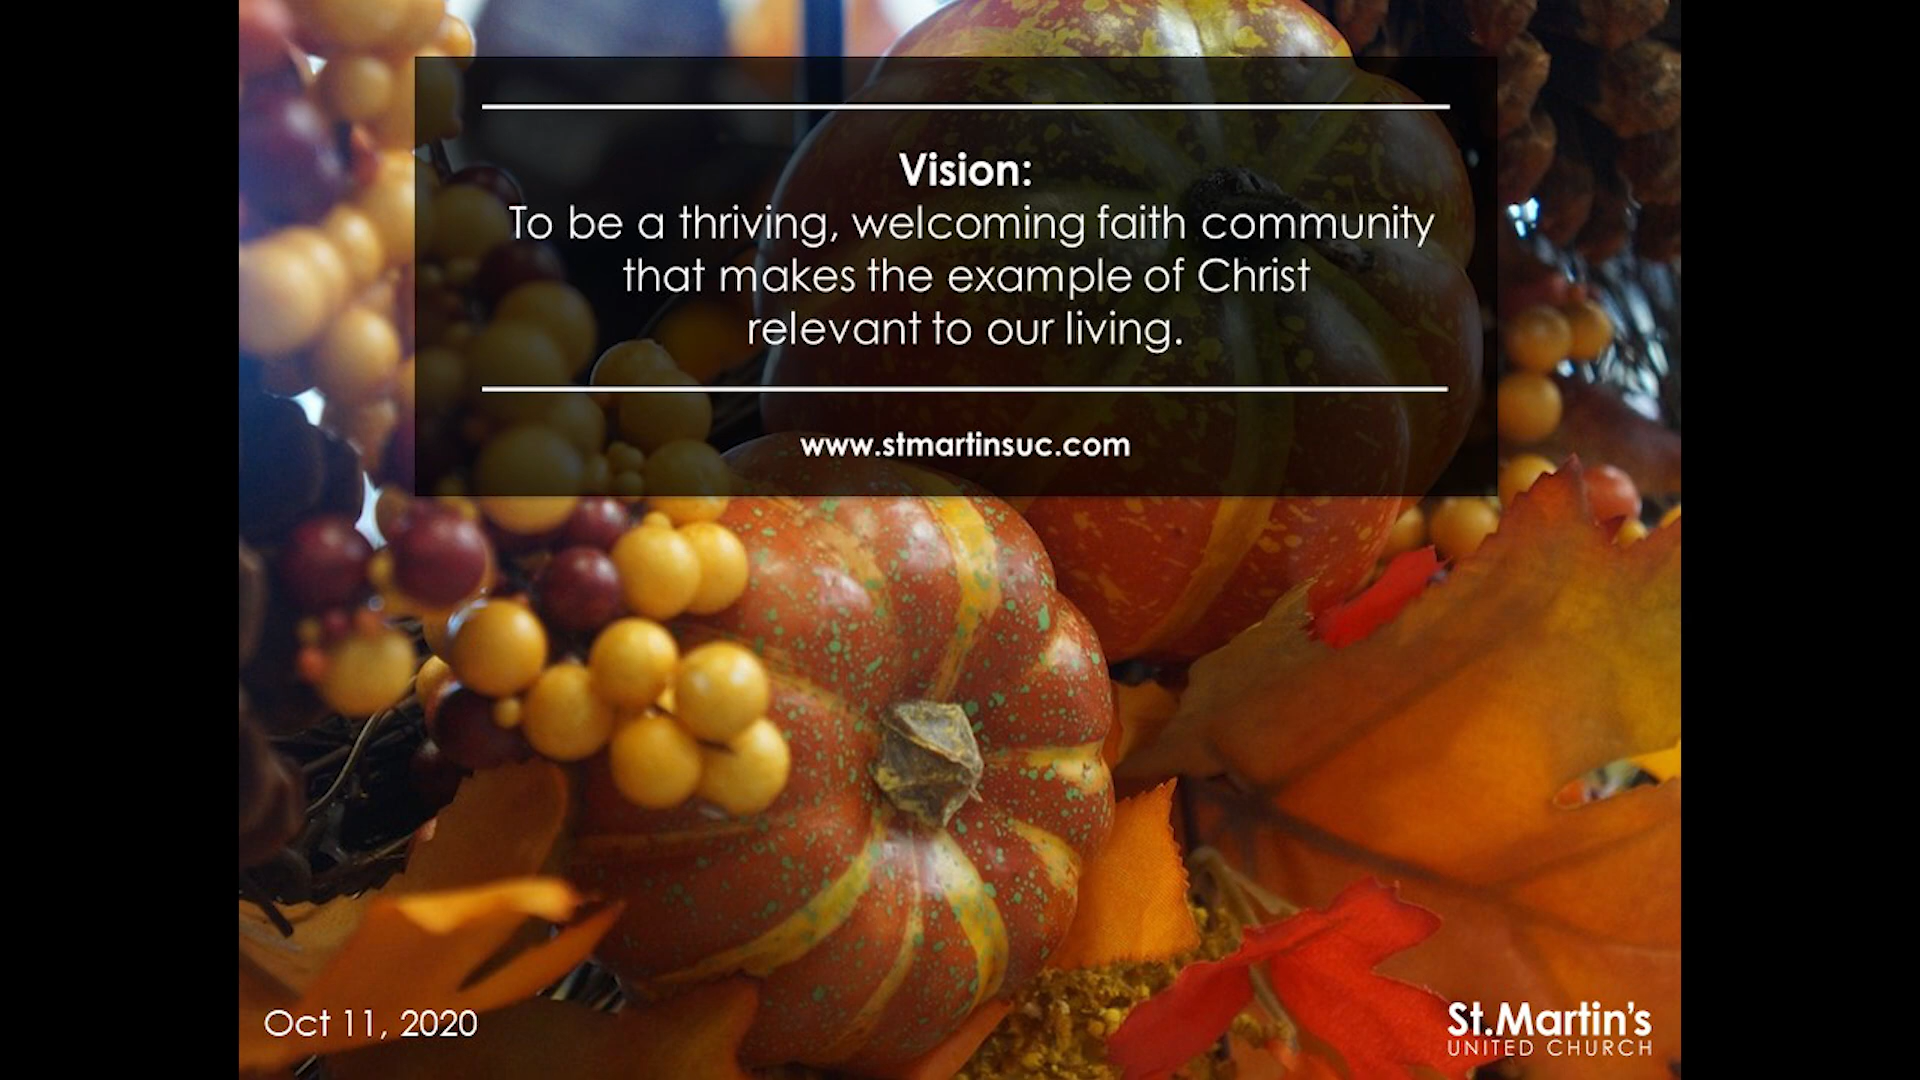 Vision:
To be a thriving, welcoming faith community
that makes the example of Christ
relevant to our living.
www.stmartinsuc.com
Oct 11, 2020
St.Martin's
UNITED CHURCH